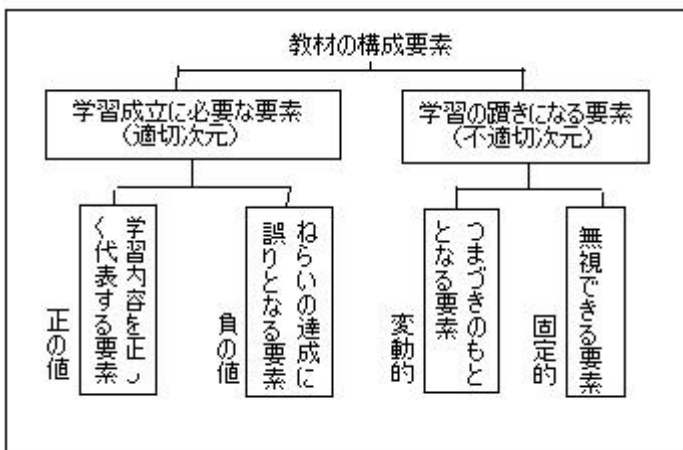 教材の構成要素
学習成立に必要な要素
(適切次元)
学習の躓きになる要素
(不適切次元)
学習内容を正し
く代表する要素
正の値
ねらいの達成に
誤りとなる要素
負の値
つまづきのもと
となる要素
変動的
無視できる要素
固定的